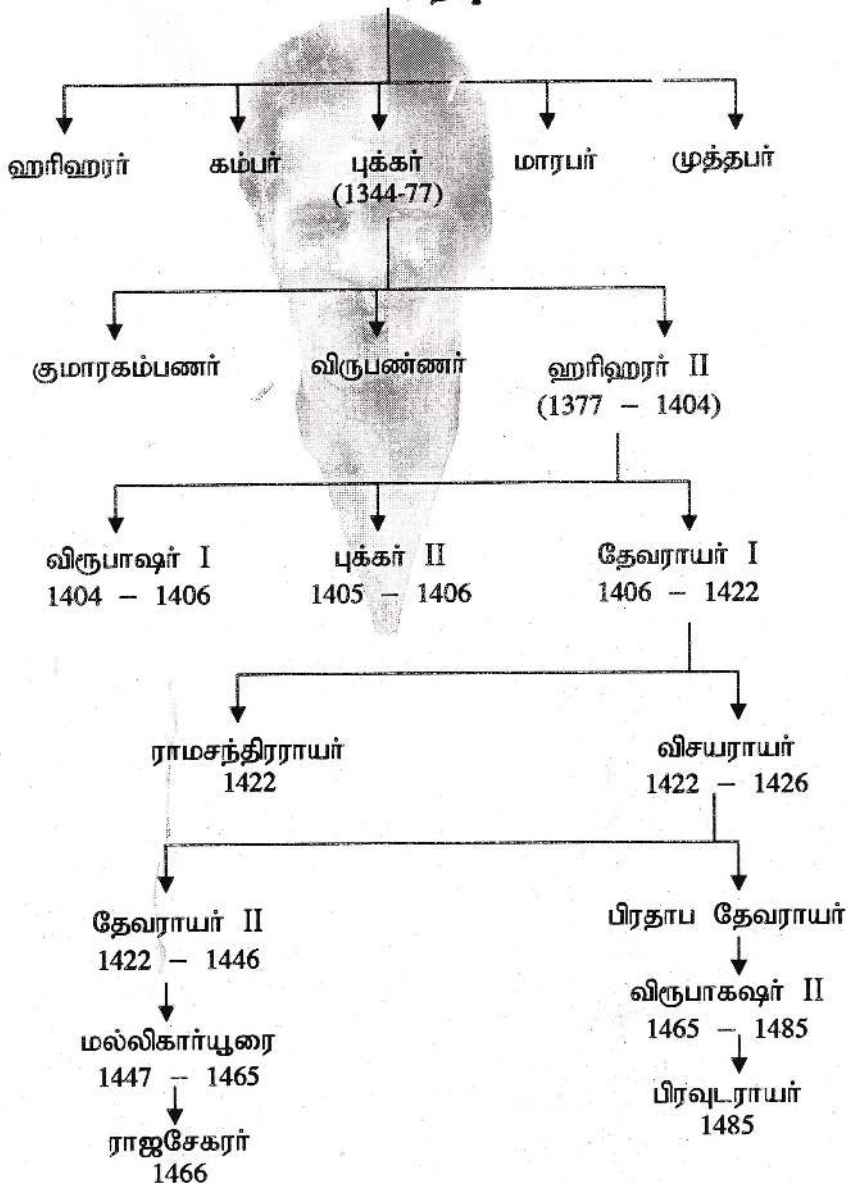 ஹரிஹரர் கம்பர் புக்கர் மாரபர் முத்தபர்
(1344-77)
குமாரகம்பணர் விருபண்ணர் ஹரிஹரர் II
(1377 – 1404)
விரூபாஷர் I புக்கர் II தேவராயர் I
1404 – 1406 1405 – 1406 1406 – 1422
ராமசந்திரராயர் விசயராயர்
1422 1422 – 1426
தேவராயர் II பிரதாப தேவராயர்
1422 – 1446
விரூபாகஷர் II
1465 – 1485
மல்லிகார்யூரை
1447 – 1465
பிரவுடராயர்
1485
ராஜசேகரர்
1466